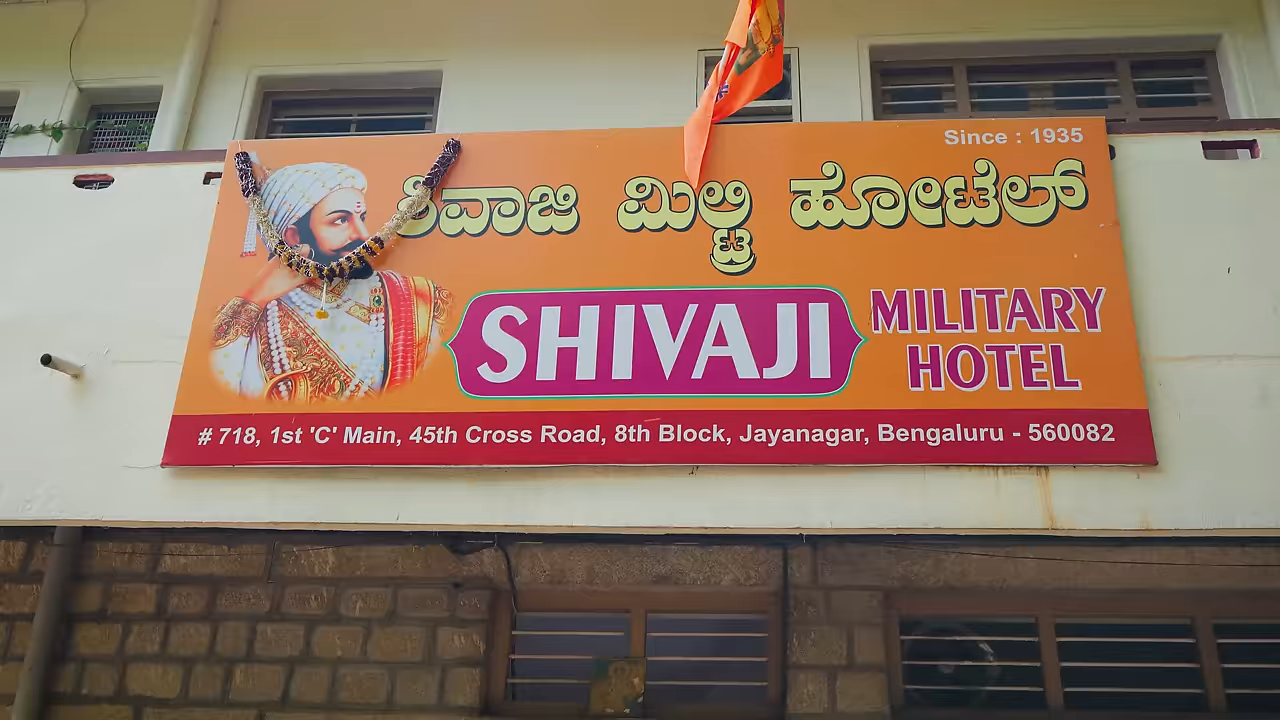 Since : 1935
ಶಿವಾಜಿ ಮಿಲ್ಟ್ರಿ ಹೋಟೆಲ್
SHIVAJI
MILITARY
HOTEL
# 718, 1st 'C' Main, 45th Cross Road, 8th Block, Jayanagar, Bengaluru - 560082